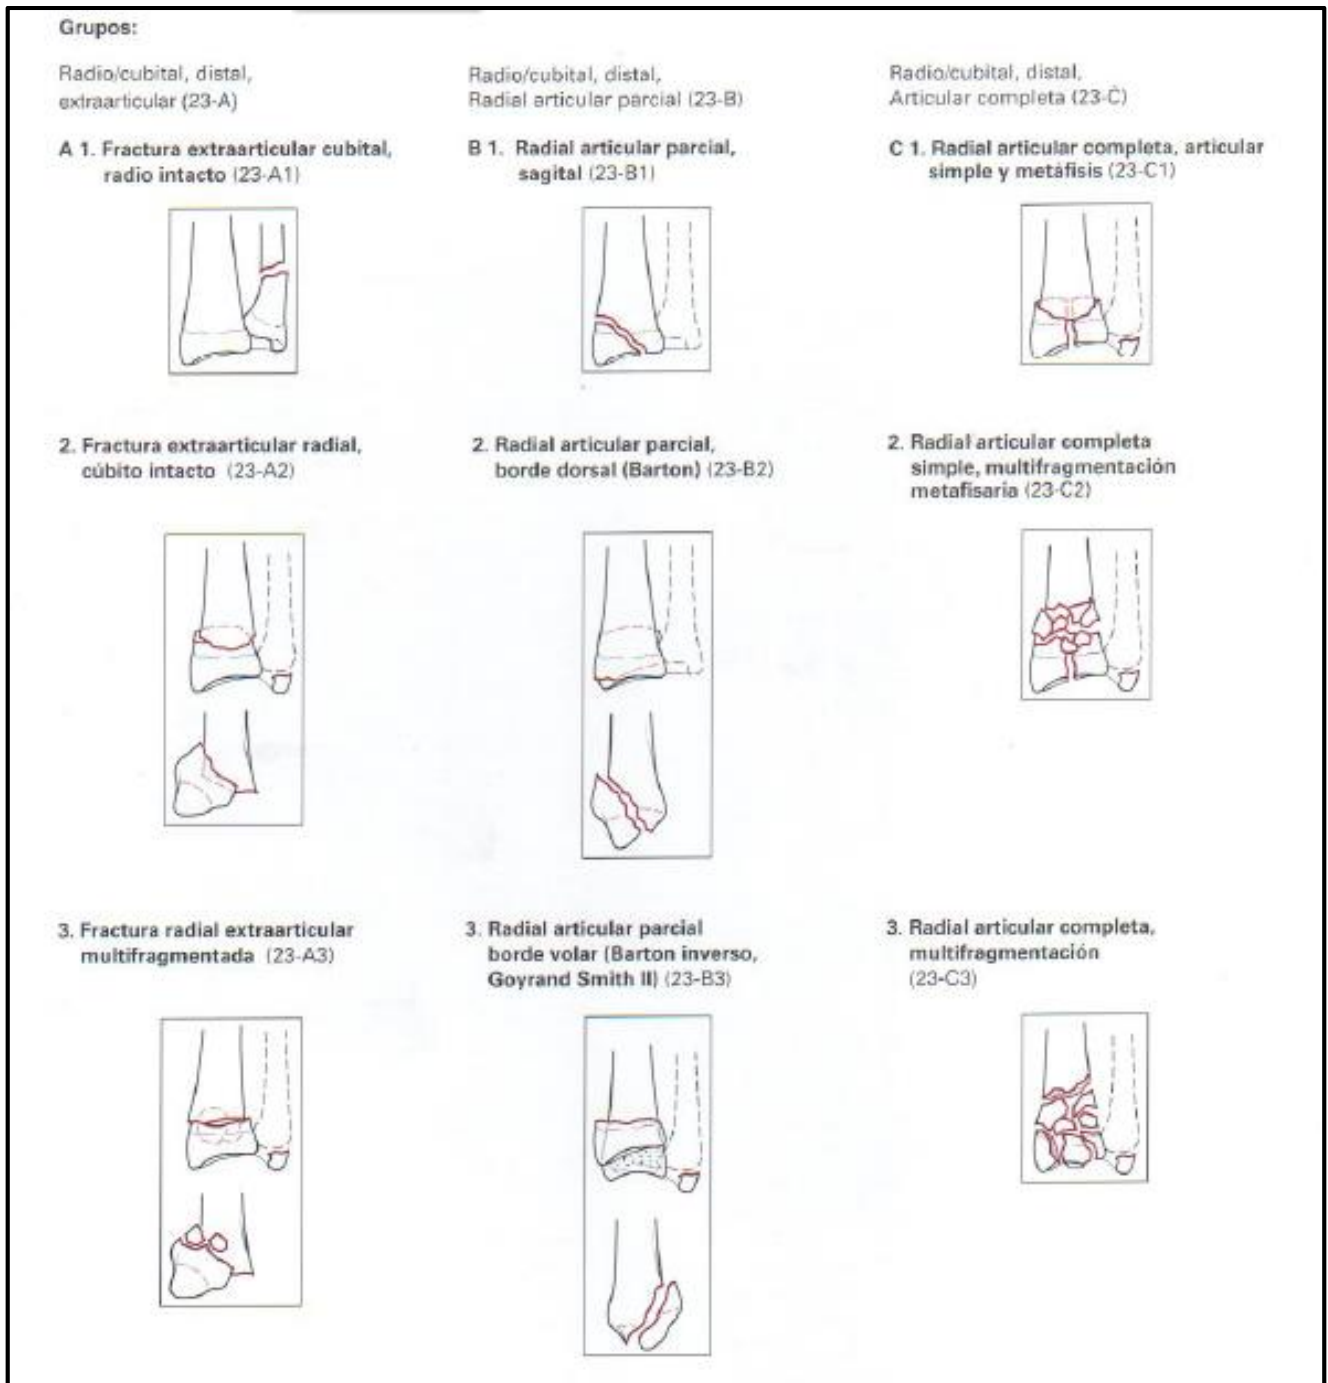 Grupos:
Radio/cubital, distal,
extraarticular (23-A)
A 1. Fractura extraarticular cubital,
radio intacto (23-A1)
2. Fractura extraarticular radial,
cúbito intacto (23-A2)
3. Fractura radial extraarticular
multifragmentada (23-A3)
Radio/cubital, distal,
Radial articular parcial (23-B)
B 1. Radial articular parcial,
sagital (23-B1)
2. Radial articular parcial,
borde dorsal (Barton) (23-B2)
3. Radial articular parcial
borde volar (Barton inverso,
Goyrand Smith II) (23-B3)
Radio/cubital, distal,
Articular completa (23-C)
C 1. Radial articular completa, articular
simple y metáfisis (23-C1)
2. Radial articular completa
simple, multifragmentación
metafisaria (23-C2)
3. Radial articular completa,
multifragmentación
(23-C3)